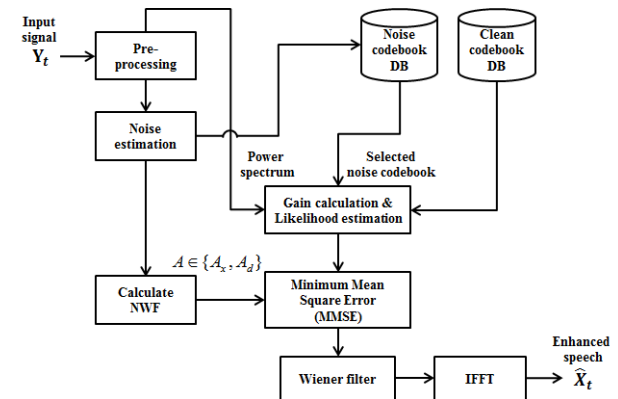 Input
signal
Y_t
Pre-
processing
Noise
codebook
DB
Clean
codebook
DB
Noise
estimation
Power
spectrum
Selected
noise codebook
Gain calculation &
Likelihood estimation
A ∈ {A_x, A_d}
Calculate
NWF
Minimum Mean
Square Error
(MMSE)
Wiener filter
IFFT
Enhanced
speech
X̂_t